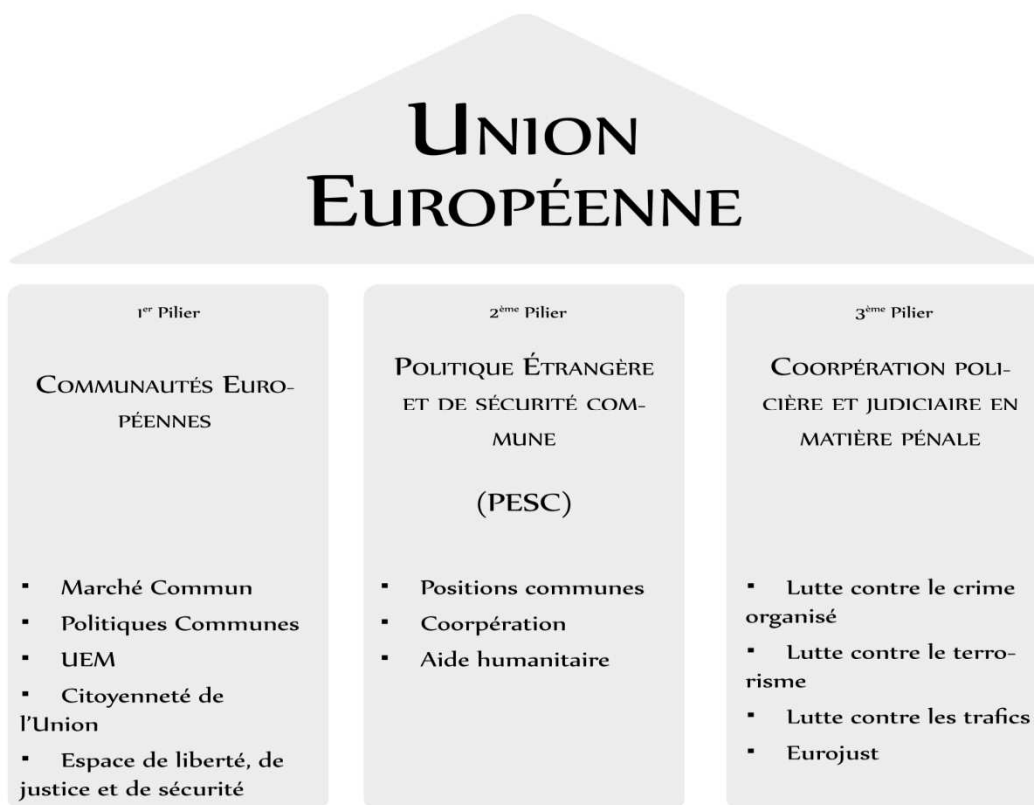 UNION
EUROPÉENNE
1er Pilier
COMMUNAUTÉS EURO-
PÉENNES
▪ Marché Commun
▪ Politiques Communes
▪ UEM
▪ Citoyenneté de
l'Union
▪ Espace de liberté, de
justice et de sécurité
2ème Pilier
POLITIQUE ÉTRANGÈRE
ET DE SÉCURITÉ COM-
MUNE
(PESC)
▪ Positions communes
▪ Coorpération
▪ Aide humanitaire
3ème Pilier
COORPÉRATION POLI-
CIÈRE ET JUDICIAIRE EN
MATIÈRE PÉNALE
▪ Lutte contre le crime
organisé
▪ Lutte contre le terro-
risme
▪ Lutte contre les trafics
▪ Eurojust